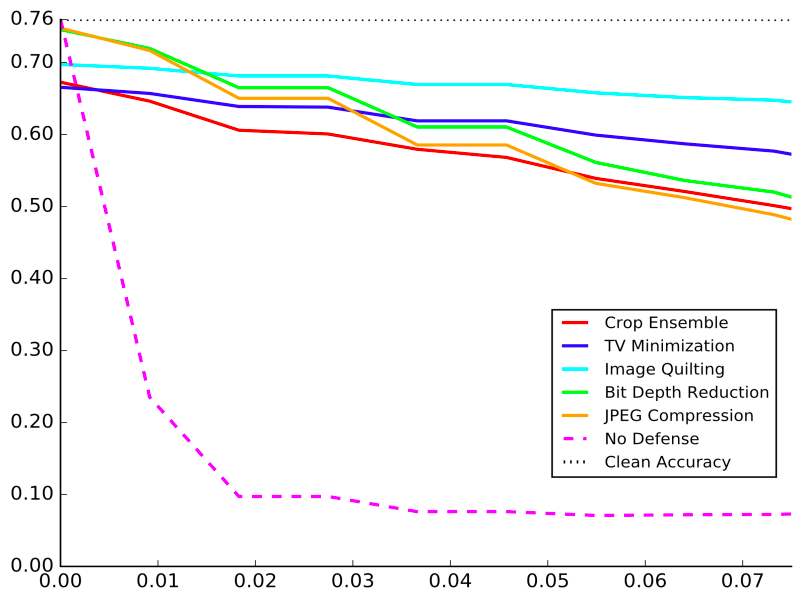 0.76
0.70
0.60
0.50
0.40
0.30
0.20
0.10
0.00
0.00 0.01 0.02 0.03 0.04 0.05 0.06 0.07
Crop Ensemble
TV Minimization
Image Quilting
Bit Depth Reduction
JPEG Compression
No Defense
Clean Accuracy